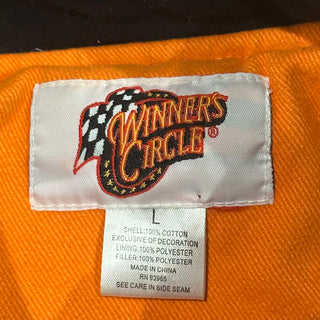 WINNER'S
CIRCLE®
L
SHELL:100% COTTON
EXCLUSIVE OF DECORATION
LINING:100% POLYESTER
FILLER:100% POLYESTER
MADE IN CHINA
RN 93965
SEE CARE IN SIDE SEAM